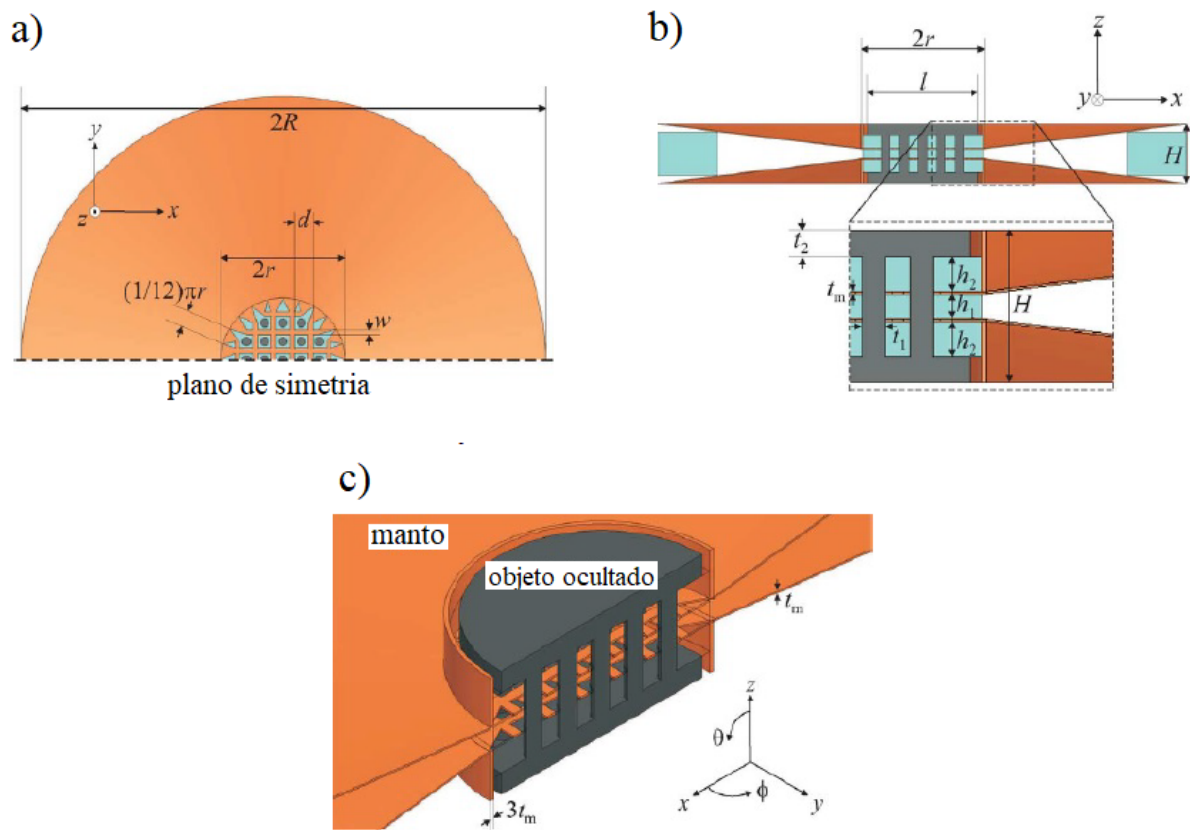 a)
2R
y
x
z
d
2r
(1/12)πr
w
plano de simetria
b)
z
y
x
2r
l
H
t₂
tₘ
t₁
h₂
h₁
h₂
H
c)
manto
objeto ocultado
tₘ
3tₘ
z
θ
x
ϕ
y